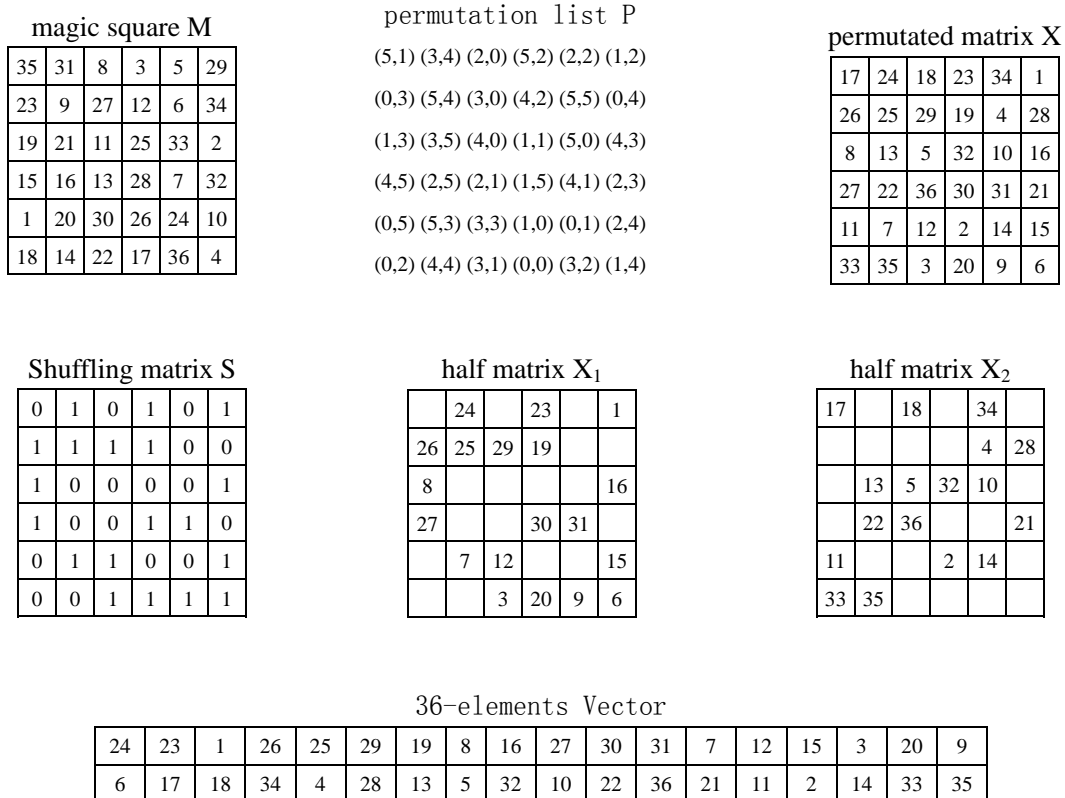 magic square M
35 31 8 3 5 29
23 9 27 12 6 34
19 21 11 25 33 2
15 16 13 28 7 32
1 20 30 26 24 10
18 14 22 17 36 4
permutation list P
(5,1) (3,4) (2,0) (5,2) (2,2) (1,2)
(0,3) (5,4) (3,0) (4,2) (5,5) (0,4)
(1,3) (3,5) (4,0) (1,1) (5,0) (4,3)
(4,5) (2,5) (2,1) (1,5) (4,1) (2,3)
(0,5) (5,3) (3,3) (1,0) (0,1) (2,4)
(0,2) (4,4) (3,1) (0,0) (3,2) (1,4)
permutated matrix X
17 24 18 23 34 1
26 25 29 19 4 28
8 13 5 32 10 16
27 22 36 30 31 21
11 7 12 2 14 15
33 35 3 20 9 6
Shuffling matrix S
0 1 0 1 0 1
1 1 1 1 0 0
1 0 0 0 0 1
1 0 0 1 1 0
0 1 1 0 0 1
0 0 1 1 1 1
half matrix X1
24 23 1
26 25 29 19
8 16
27 30 31
7 12 15
3 20 9 6
half matrix X2
17 18 34
4 28
13 5 32 10
22 36 21
11 2 14
33 35
36-elements Vector
24 23 1 26 25 29 19 8 16 27 30 31 7 12 15 3 20 9
6 17 18 34 4 28 13 5 32 10 22 36 21 11 2 14 33 35